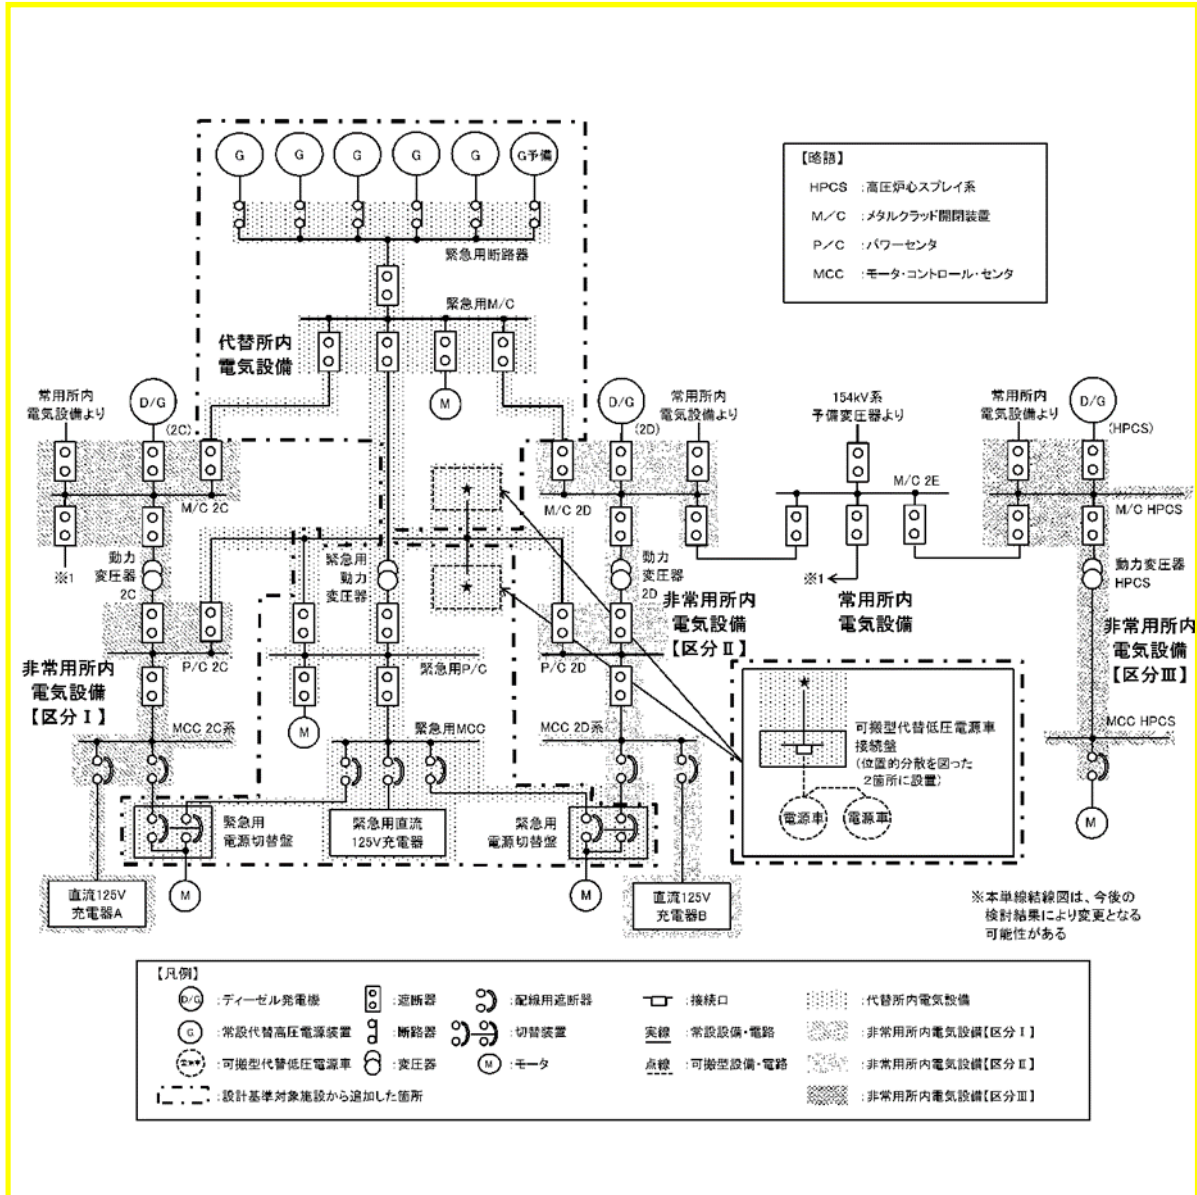 G
G
G
G
G
G予備
緊急用断路器
緊急用M/C
代替所内
電気設備
【略語】
HPCS :高圧炉心スプレイ系
M/C :メタルクラッド開閉装置
P/C :パワーセンタ
MCC :モータ・コントロール・センタ
常用所内
電気設備より
D/G
(2C)
M
D/G
(2D)
常用所内
電気設備より
154kV系
予備変圧器より
常用所内
電気設備より
D/G
(HPCS)
M/C 2C
M/C 2D
M/C 2E
M/C HPCS
※1
動力
変圧器
2C
緊急用
動力
変圧器
★
★
動力
変圧器
2D
※1
常用所内
電気設備
動力変圧器
HPCS
非常用所内
電気設備
【区分Ⅱ】
非常用所内
電気設備
【区分Ⅲ】
P/C 2C
緊急用P/C
P/C 2D
非常用所内
電気設備
【区分Ⅰ】
M
MCC 2C系
緊急用MCC
MCC 2D系
MCC HPCS
★
可搬型代替低圧電源車
接続盤
(位置的分散を図った
2箇所に設置)
電源車
電源車
M
緊急用
電源切替盤
緊急用直流
125V充電器
緊急用
電源切替盤
直流125V
充電器A
M
M
直流125V
充電器B
※本単線結線図は、今後の
検討結果により変更となる
可能性がある
【凡例】
D/G :ディーゼル発電機
:遮断器
:配線用遮断器
:接続口
:代替所内電気設備
G :常設代替高圧電源装置
:断路器
:切替装置
実線 :常設設備・電路
:非常用所内電気設備【区分Ⅰ】
電源車 :可搬型代替低圧電源車
:変圧器
M :モータ
点線 :可搬型設備・電路
:非常用所内電気設備【区分Ⅱ】
:設計基準対象施設から追加した箇所
:非常用所内電気設備【区分Ⅲ】